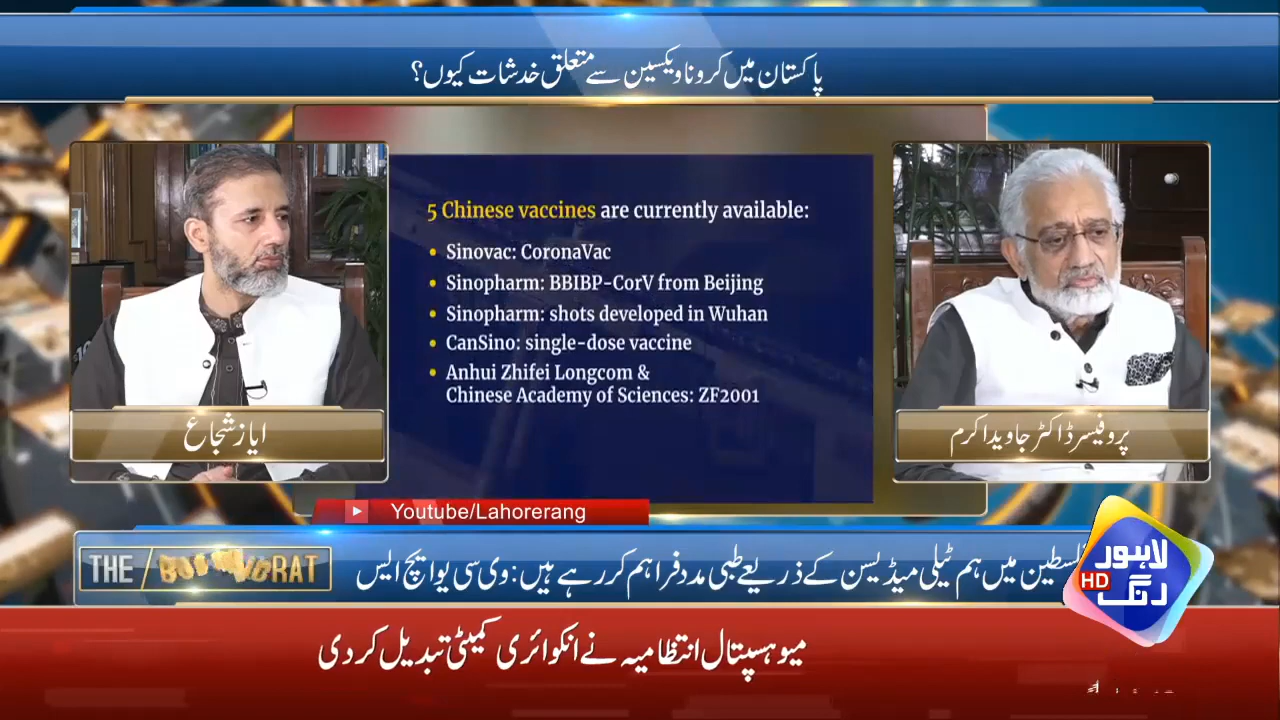 پاکستان میں کرونا ویکسین سے متعلق خدشات کیوں؟
5 Chinese vaccines are currently available:
• Sinovac: CoronaVac
• Sinopharm: BBIBP-CorV from Beijing
• Sinopharm: shots developed in Wuhan
• CanSino: single-dose vaccine
• Anhui Zhifei Longcom &
Chinese Academy of Sciences: ZF2001
ایاز شجاع
پروفیسر ڈاکٹر جاوید اکرم
Youtube/Lahorerang
THE
RAT
میں ہم ٹیلی میڈیسن کے ذریعے طبی مدد فراہم کر رہے ہیں: وی سی یو ایچ ایس
لاہور
HD
رنگ
میو ہسپتال انتظامیہ نے انکوائری کمیٹی تبدیل کر دی